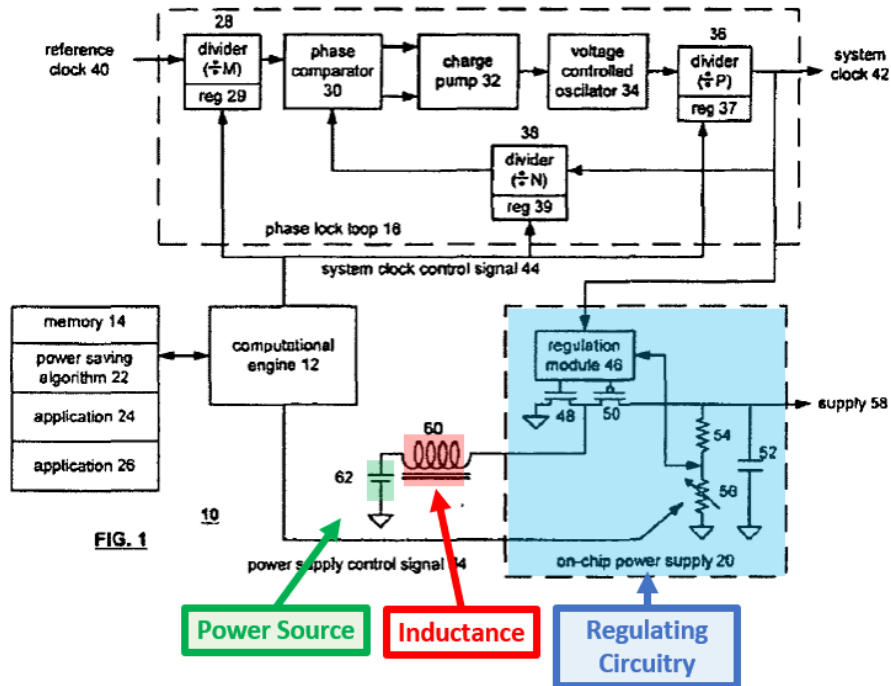 28
36
reference
clock 40
divider
(÷M)
reg 29
phase
comparator
30
charge
pump 32
voltage
controlled
oscilator 34
divider
(÷P)
reg 37
system
clock 42
38
divider
(÷N)
reg 39
phase lock loop 18
system clock control signal 44
memory 14
power saving
algorithm 22
application 24
application 26
computational
engine 12
regulation
module 46
48
50
supply 58
54
52
56
60
62
FIG. 1
10
power supply control signal
on-chip power supply 20
Power Source
Inductance
Regulating
Circuitry